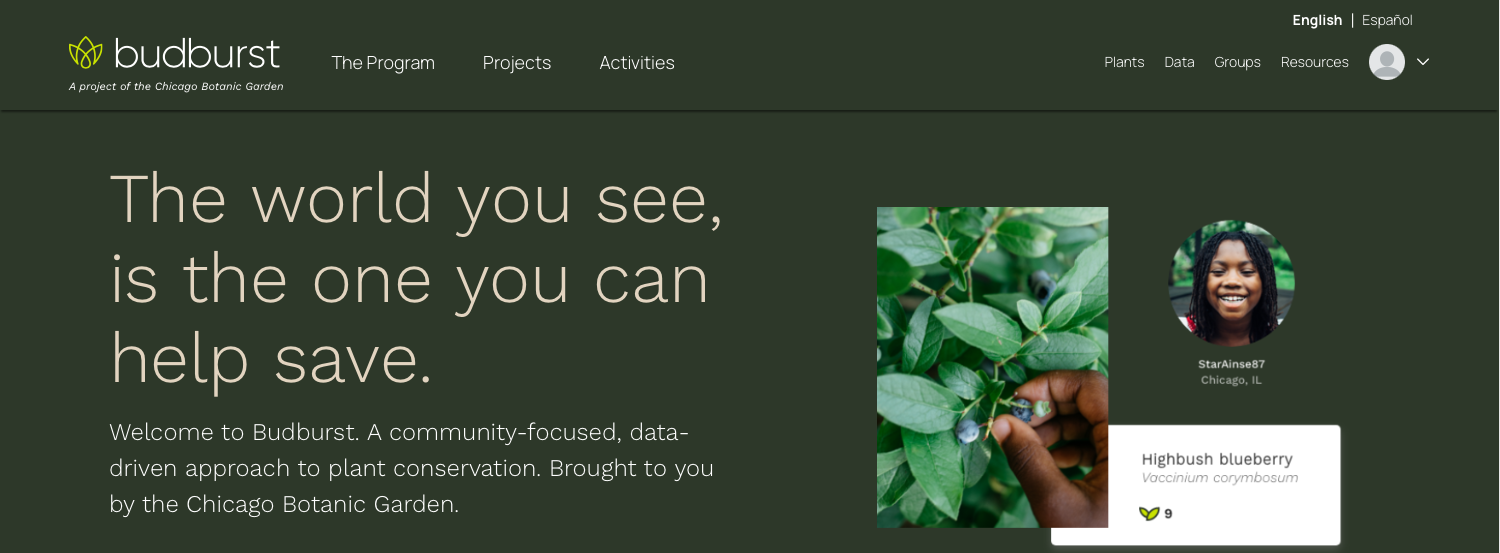 English | Español
budburst
A project of the Chicago Botanic Garden
The Program Projects Activities
Plants Data Groups Resources
The world you see,
is the one you can
help save.
Welcome to Budburst. A community-focused, data-
driven approach to plant conservation. Brought to you
by the Chicago Botanic Garden.
StarAinse87
Chicago, IL
Highbush blueberry
Vaccinium corymbosum
9